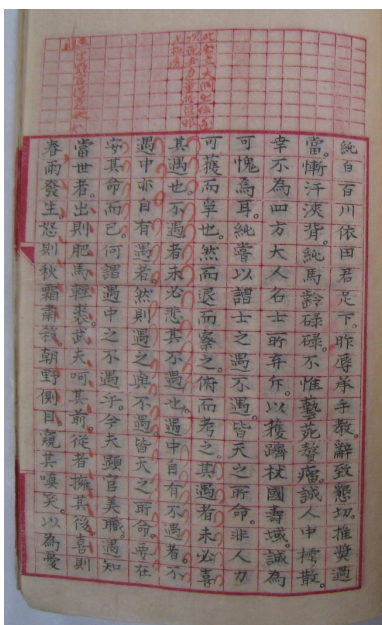 純白百川依田君足下。昨辱承手教。辭致懇切。推奨過
當。慚汗浹背。純馬齡碌碌。不惟藝苑贅瘤。誠人中樗散。
幸不為四方大人名士所弃斥。以獲躋杖國壽域。誠為
可愧為耳。純嘗以謂士之遇不遇。皆天之所命。非人力
可獲而辜也。然而退而察之。俯而考之。其遇者未必喜
其遇也。不遇者未必悲其不遇也。遇中自有不遇者。不
遇中亦自有遇者。然則遇之與不遇皆天之所命。要在
安其命而已。何謂遇中之不遇乎。今夫顕官美職。遇知
當世者。出則肥馬輕裘。武夫呵其前。從者擁其後。喜則
春雨發生。怒則秋霜肅殺。朝野側目。窺其嚬笑。以為憂